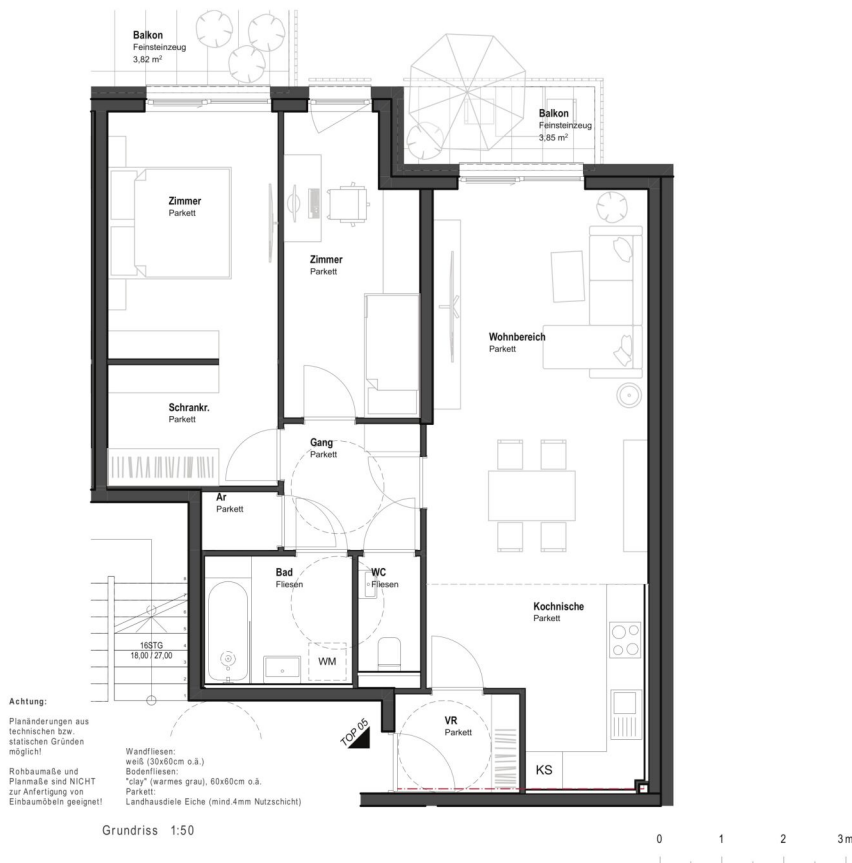 Balkon
Feinsteinzeug
3,82 m²
Balkon
Feinsteinzeug
3,85 m²
Zimmer
Parkett
Zimmer
Parkett
Wohnbereich
Parkett
Schrankr.
Parkett
Gang
Parkett
Ar
Parkett
Bad
Fliesen
WC
Fliesen
Kochnische
Parkett
WM
16STG
18,00 / 27,00
VR
Parkett
TOP 05
KS
Achtung:
Planänderungen aus
technischen bzw.
statischen Gründen
möglich!
Rohbaumaße und
Planmaße sind NICHT
zur Anfertigung von
Einbaumöbeln geeignet!
Wandfliesen:
weiß (30x60cm o.ä.)
Bodenfliesen:
"clay" (warmes grau), 60x60cm o.ä.
Parkett:
Landhausdiele Eiche (mind.4mm Nutzschicht)
Grundriss 1:50
0 1 2 3m